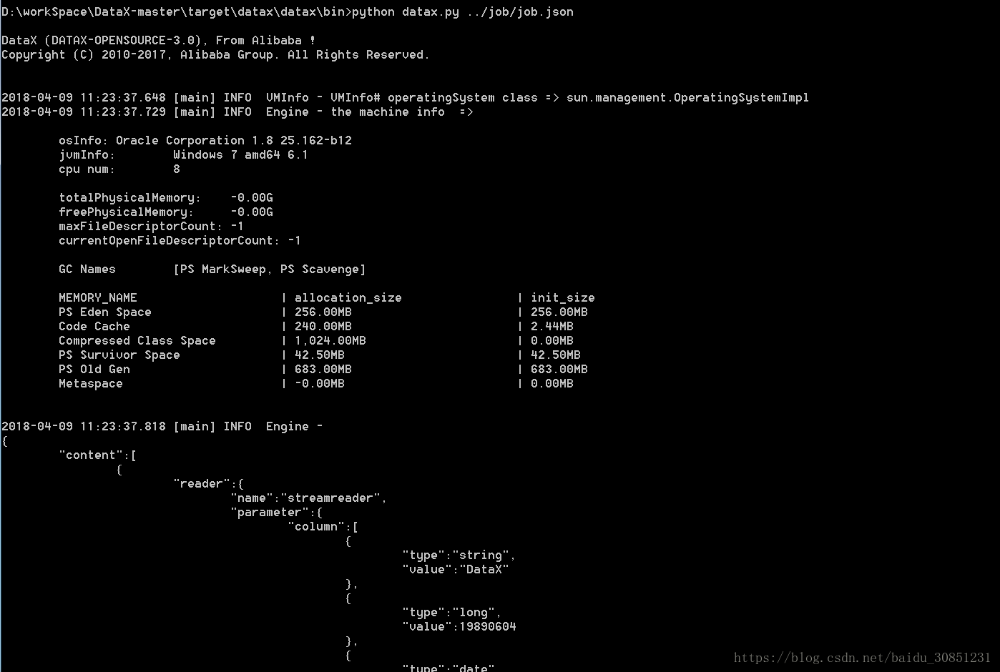 D:\workSpace\DataX-master\target\datax\datax\bin>python datax.py ../job/job.json
DataX (DATAX-OPENSOURCE-3.0), From Alibaba !
Copyright (C) 2010-2017, Alibaba Group. All Rights Reserved.
2018-04-09 11:23:37.648 [main] INFO  VMInfo - VMInfo# operatingSystem class => sun.management.OperatingSystemImpl
2018-04-09 11:23:37.729 [main] INFO  Engine - the machine info  =>
osInfo: Oracle Corporation 1.8 25.162-b12
jvmInfo:        Windows 7 amd64 6.1
cpu num:        8
totalPhysicalMemory:    -0.00G
freePhysicalMemory:     -0.00G
maxFileDescriptorCount: -1
currentOpenFileDescriptorCount: -1
GC Names        [PS MarkSweep, PS Scavenge]
MEMORY_NAME                    | allocation_size                | init_size
PS Eden Space                  | 256.00MB                       | 256.00MB
Code Cache                     | 240.00MB                       | 2.44MB
Compressed Class Space         | 1,024.00MB                     | 0.00MB
PS Survivor Space              | 42.50MB                        | 42.50MB
PS Old Gen                     | 683.00MB                       | 683.00MB
Metaspace                      | -0.00MB                        | 0.00MB
2018-04-09 11:23:37.818 [main] INFO  Engine -
{
"content":[
{
"reader":{
"name":"streamreader",
"parameter":{
"column":[
{
"type":"string",
"value":"DataX"
},
{
"type":"long",
"value":19890604
},
{
"type":"date"
https://blog.csdn.net/baidu_30851231